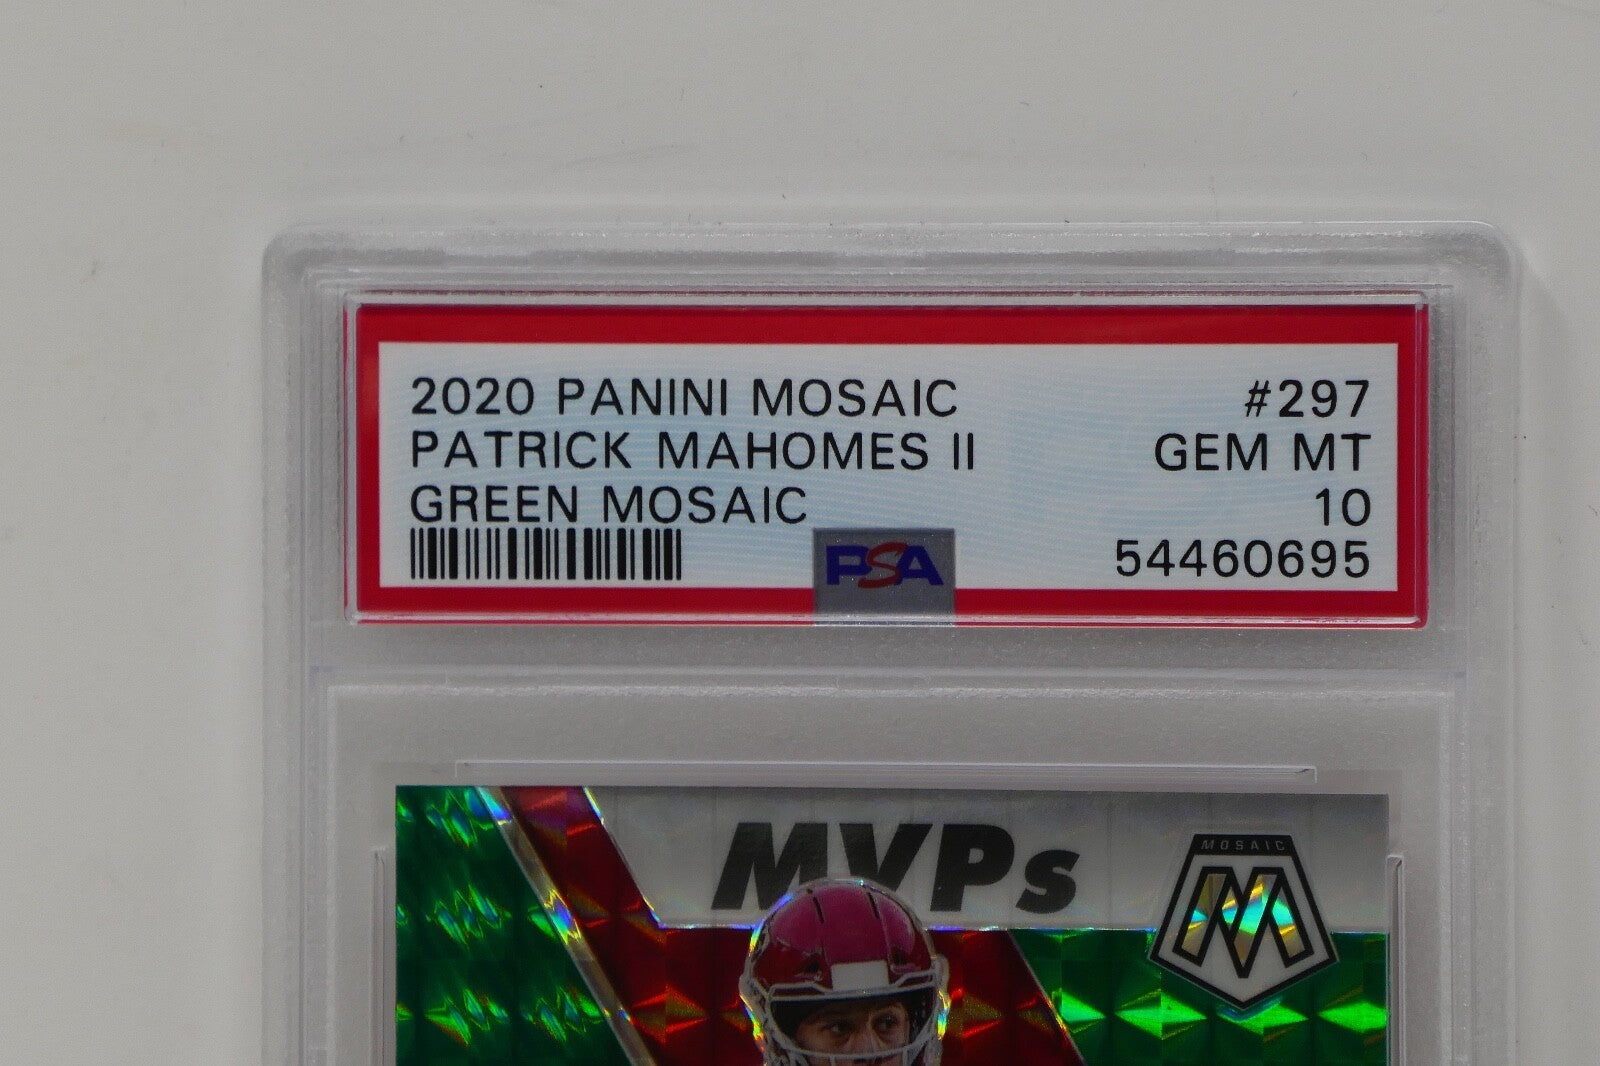 2020 PANINI MOSAIC #297
PATRICK MAHOMES II GEM MT
GREEN MOSAIC 10
PSA 54460695
MVPs
MOSAIC
M